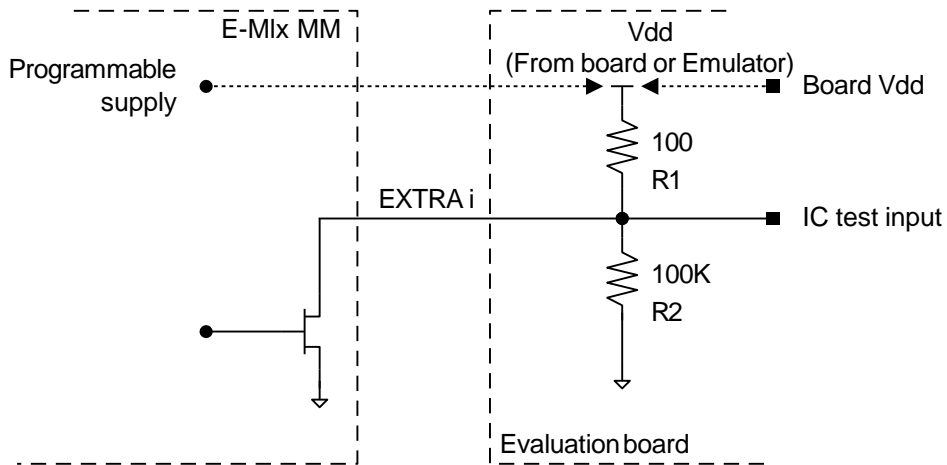 E-Mlx MM
Vdd
(From board or Emulator)
Programmable
supply
Board Vdd
100
R1
EXTRA i
IC test input
100K
R2
Evaluation board